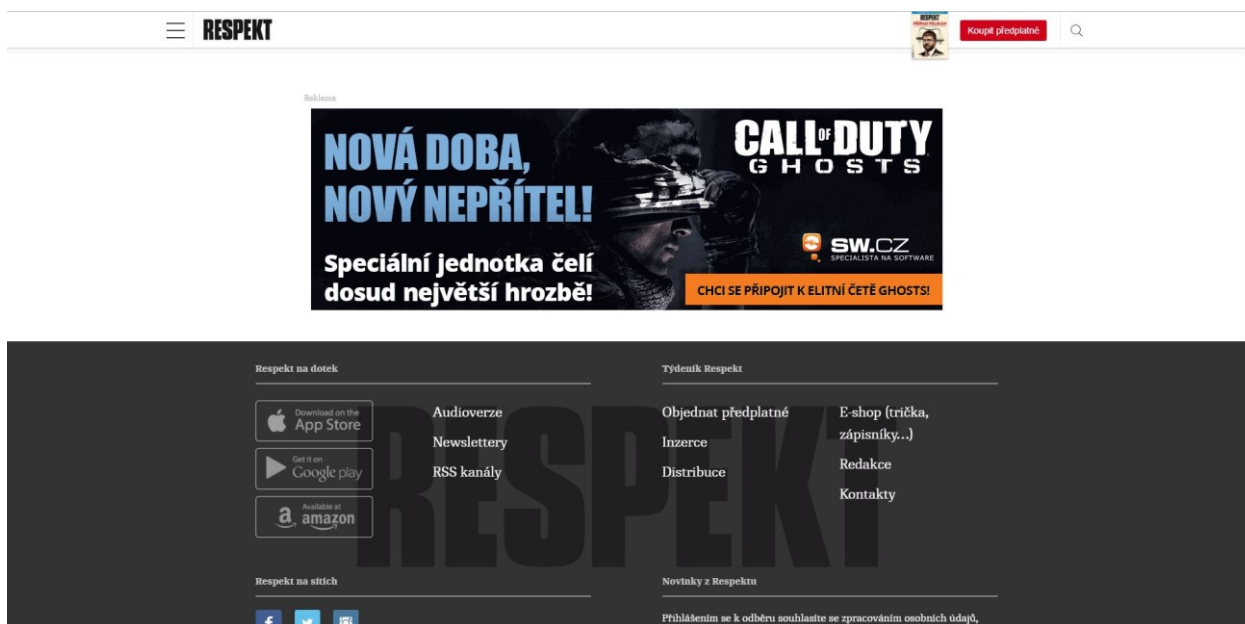 RESPEKT
RESPEKT
Koupit předplatné
Reklama
NOVÁ DOBA,
NOVÝ NEPŘÍTEL!
Speciální jednotka čelí
dosud největší hrozbě!
CALL OF DUTY
GHOSTS
SW.CZ
SPECIALISTA NA SOFTWARE
CHCI SE PŘIPOJIT K ELITNÍ ČETĚ GHOSTS!
RESPEKT
Respekt na dotek
Download on the
App Store
Get it on
Google play
Available at
amazon
Audioverze
Newslettery
RSS kanály
Týdeník Respekt
Objednat předplatné
Inzerce
Distribuce
E-shop (trička,
zápisníky…)
Redakce
Kontakty
Respekt na sítích
Novinky z Respektu
Přihlášením se k odběru souhlasíte se zpracováním osobních údajů,